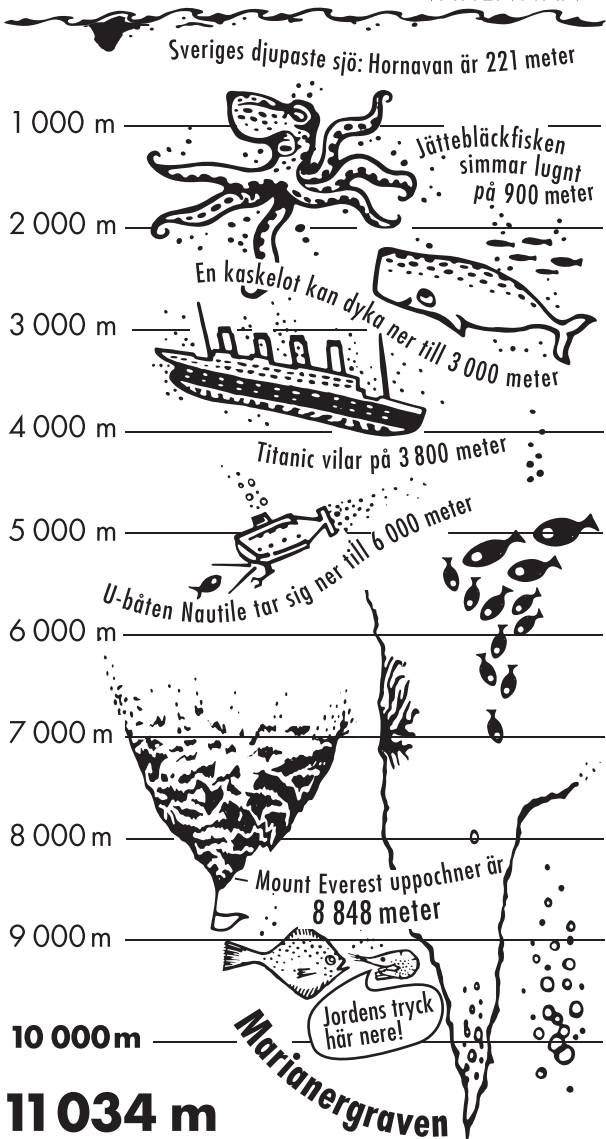 Sveriges djupaste sjö: Hornavan är 221 meter
1 000 m
Jättebläckfisken
simmar lugnt
på 900 meter
2 000 m
En kaskelot kan dyka ner till 3 000 meter
3 000 m
4 000 m
Titanic vilar på 3 800 meter
5 000 m
U-båten Nautile tar sig ner till 6 000 meter
6 000 m
7 000 m
8 000 m
Mount Everest uppochner är
8 848 meter
9 000 m
Jordens tryck
här nere!
10 000 m
Marianergraven
11 034 m